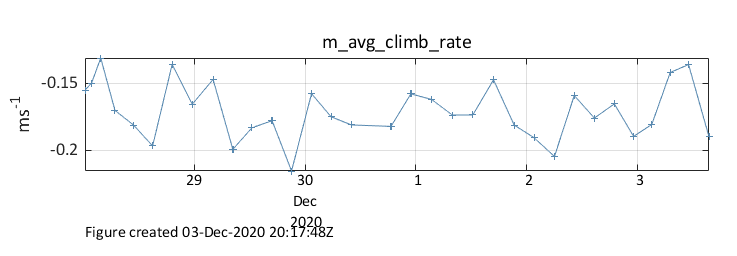 m_avg_climb_rate
-0.15
-0.2
ms-1
29 30 1 2 3
Dec
2020
Figure created 03-Dec-2020 20:17:48Z